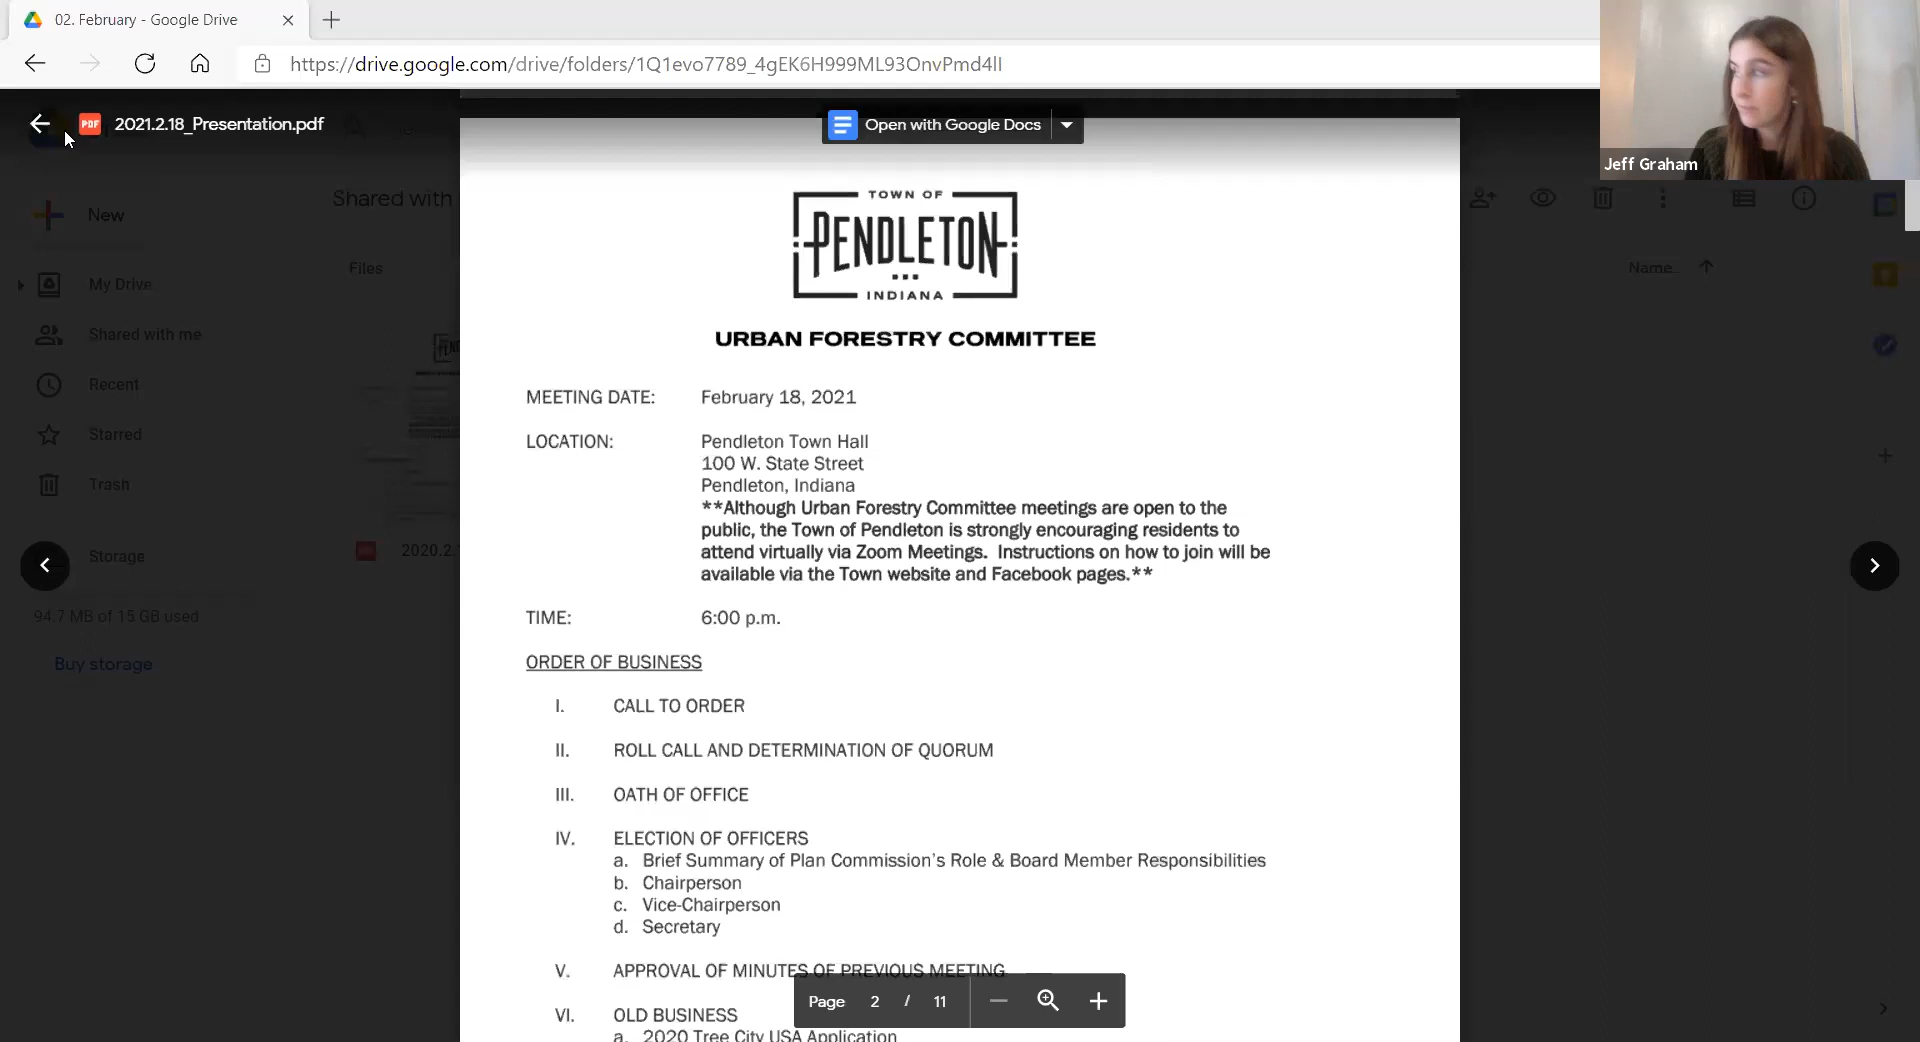 02. February - Google Drive
https://drive.google.com/drive/folders/1Q1evo7789_4gEK6H999ML93OnvPmd4lI
PDF
2021.2.18_Presentation.pdf
Open with Google Docs
Jeff Graham
New
Shared with
My Drive
Files
Name
Shared with me
Recent
Starred
Trash
Storage
2020.2.
94.7 MB of 15 GB used
Buy storage
TOWN OF
PENDLETON
INDIANA
URBAN FORESTRY COMMITTEE
MEETING DATE: February 18, 2021
LOCATION: Pendleton Town Hall
100 W. State Street
Pendleton, Indiana
**Although Urban Forestry Committee meetings are open to the
public, the Town of Pendleton is strongly encouraging residents to
attend virtually via Zoom Meetings. Instructions on how to join will be
available via the Town website and Facebook pages.**
TIME: 6:00 p.m.
ORDER OF BUSINESS
I. CALL TO ORDER
II. ROLL CALL AND DETERMINATION OF QUORUM
III. OATH OF OFFICE
IV. ELECTION OF OFFICERS
a. Brief Summary of Plan Commission's Role & Board Member Responsibilities
b. Chairperson
c. Vice-Chairperson
d. Secretary
V. APPROVAL OF MINUTES OF PREVIOUS MEETING
VI. OLD BUSINESS
a. 2020 Tree City USA Application
Page 2 / 11